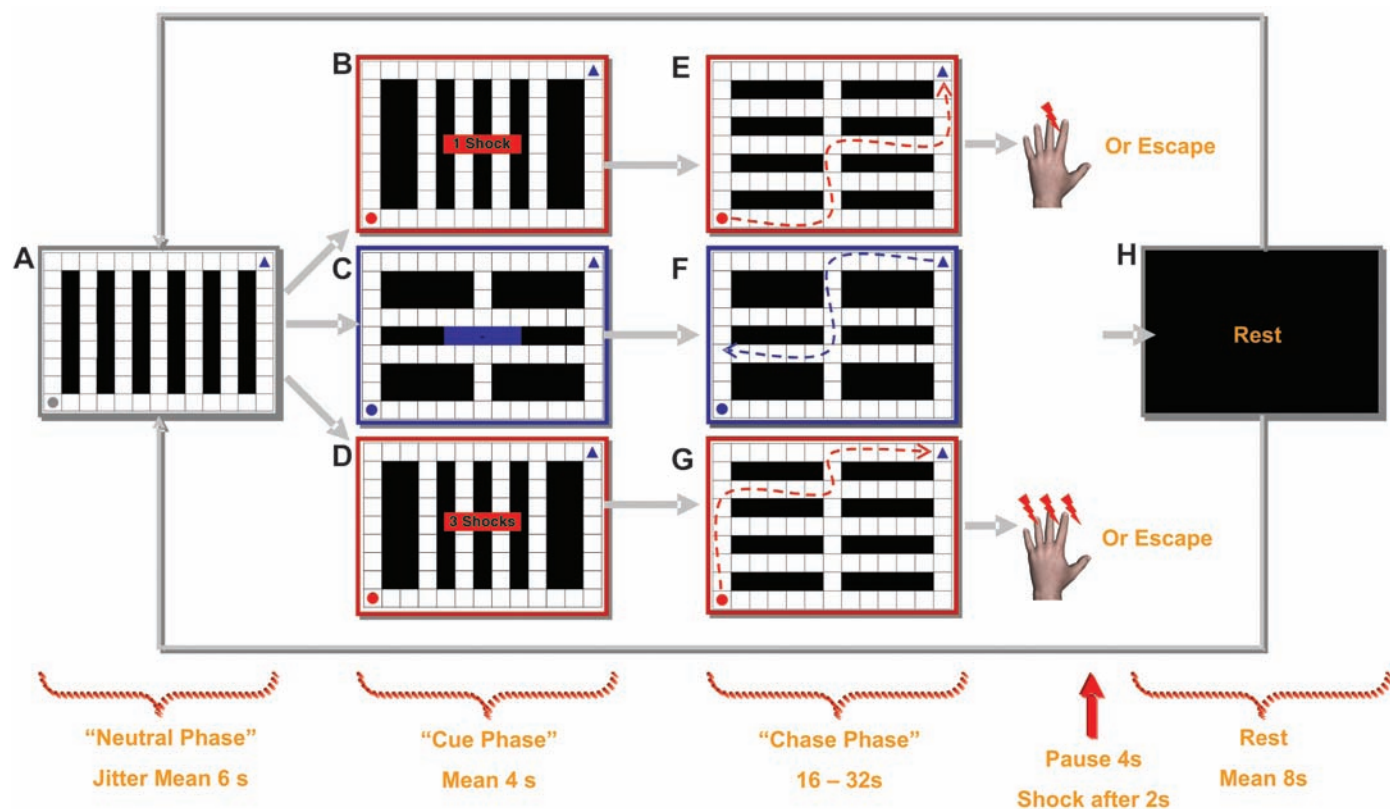 A
B
1 Shock
C
D
3 Shocks
E
F
G
Or Escape
Or Escape
H
Rest
“Neutral Phase”
Jitter Mean 6 s
“Cue Phase”
Mean 4 s
“Chase Phase”
16 – 32s
Pause 4s
Shock after 2s
Rest
Mean 8s